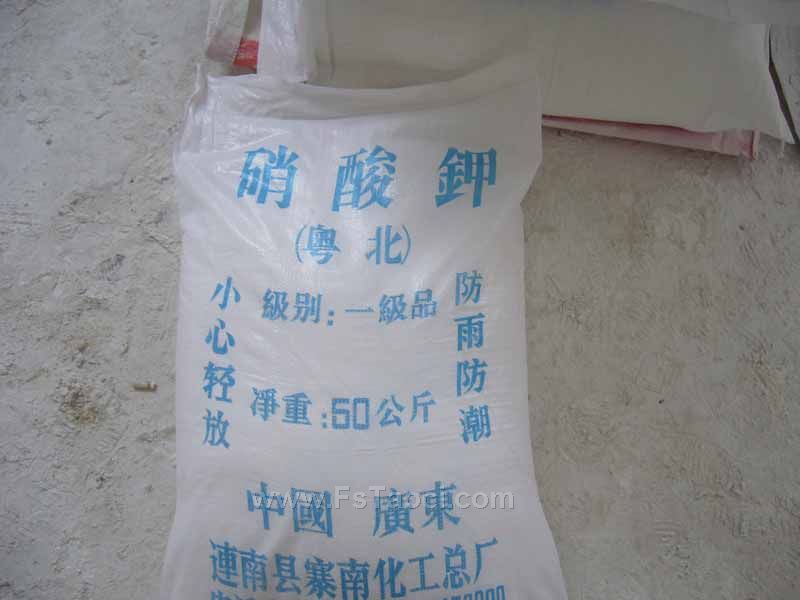 硝酸鉀
(粵北)
級别:一級品
凈重:50公斤
小心轻放
防雨防潮
www.FsTaoci.com
中國 廣東
連南县寨南化工总厂